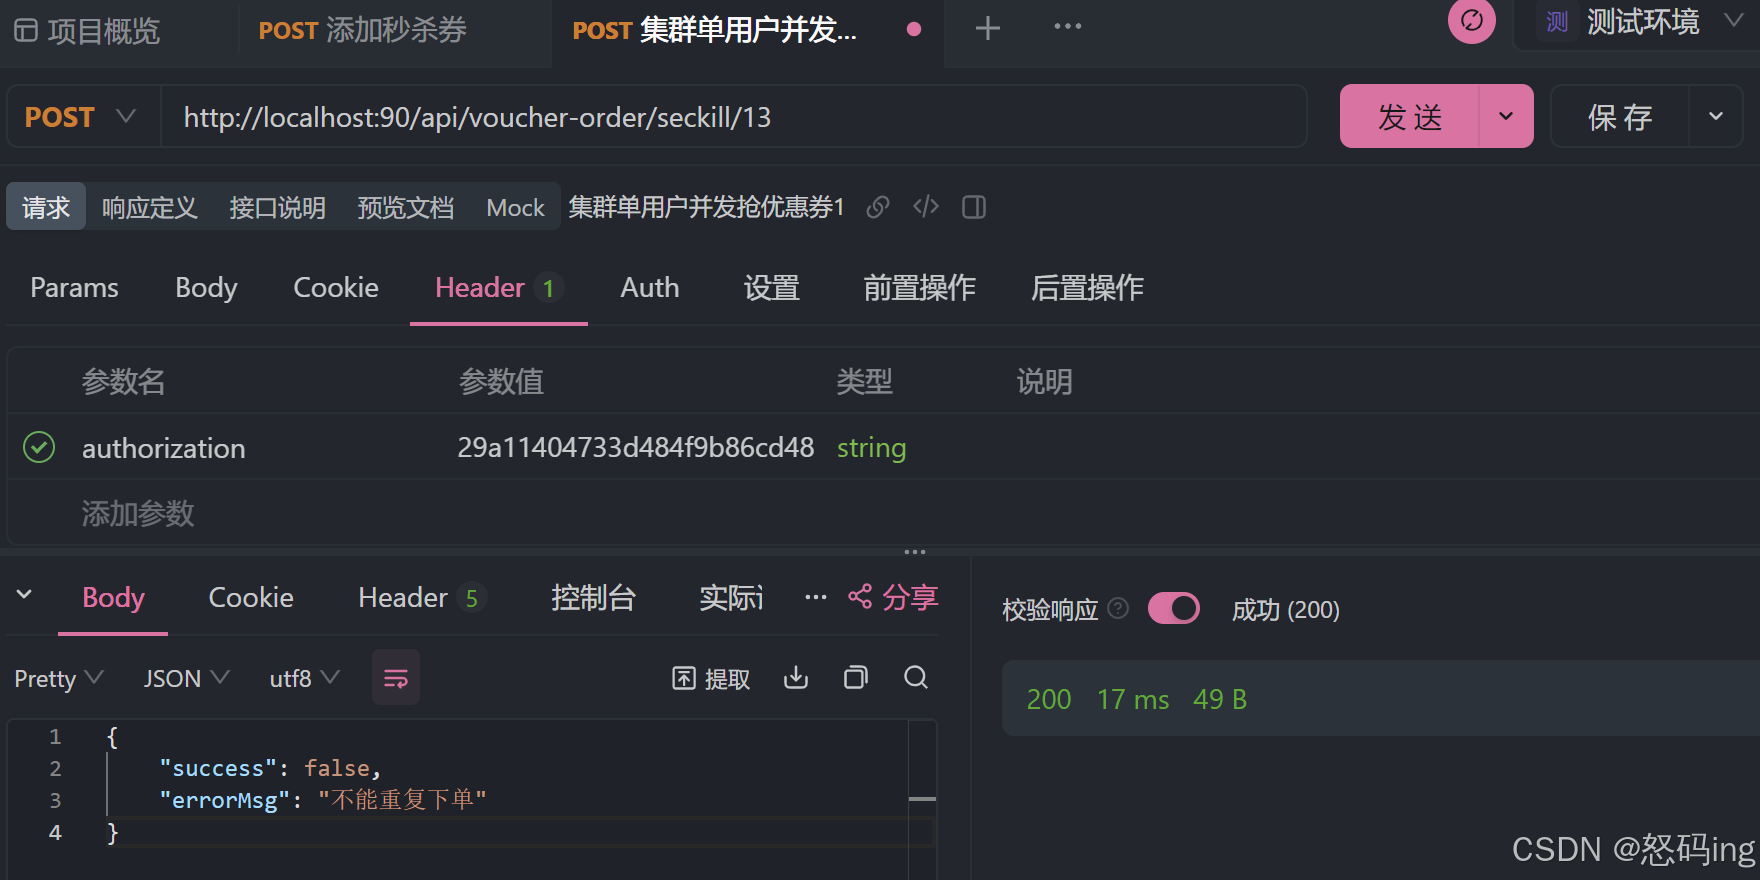 项目概览 POST 添加秒杀券 POST 集群单用户并发... 测 测试环境
POST http://localhost:90/api/voucher-order/seckill/13 发送 保存
请求 响应定义 接口说明 预览文档 Mock 集群单用户并发抢优惠券1
Params Body Cookie Header 1 Auth 设置 前置操作 后置操作
参数名 参数值 类型 说明
authorization 29a11404733d484f9b86cd48 string
添加参数
Body Cookie Header 5 控制台 实际 ... 分享
校验响应 ? 成功 (200)
Pretty JSON utf8 提取
200 17 ms 49 B
1 {
2 "success": false,
3 "errorMsg": "不能重复下单"
4 }
CSDN @怒码ing